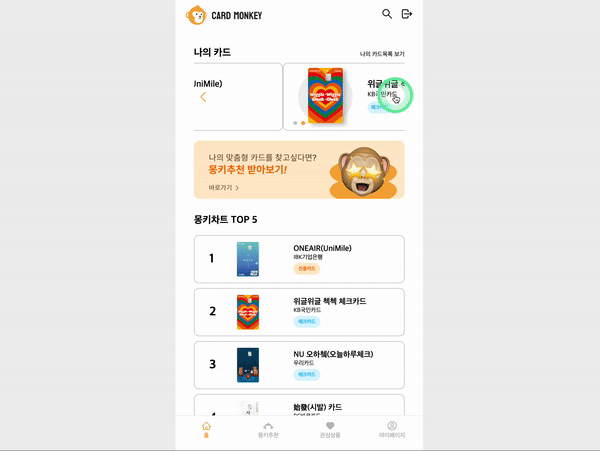 CARD MONKEY
나의 카드
나의 카드목록 보기
UniMile)
위글위글
KB국민카드
나의 맞춤형 카드를 찾고싶다면?
몽키추천 받아보기!
바로가기 >
몽키차트 TOP 5
1
ONEAIR(UniMile)
IBK기업은행
신용카드
2
위글위글 첵첵 체크카드
KB국민카드
체크카드
3
NU 오하쳌(오늘하루체크)
우리카드
체크카드
始發(시발) 카드
홈
몽키추천
관심상품
마이페이지